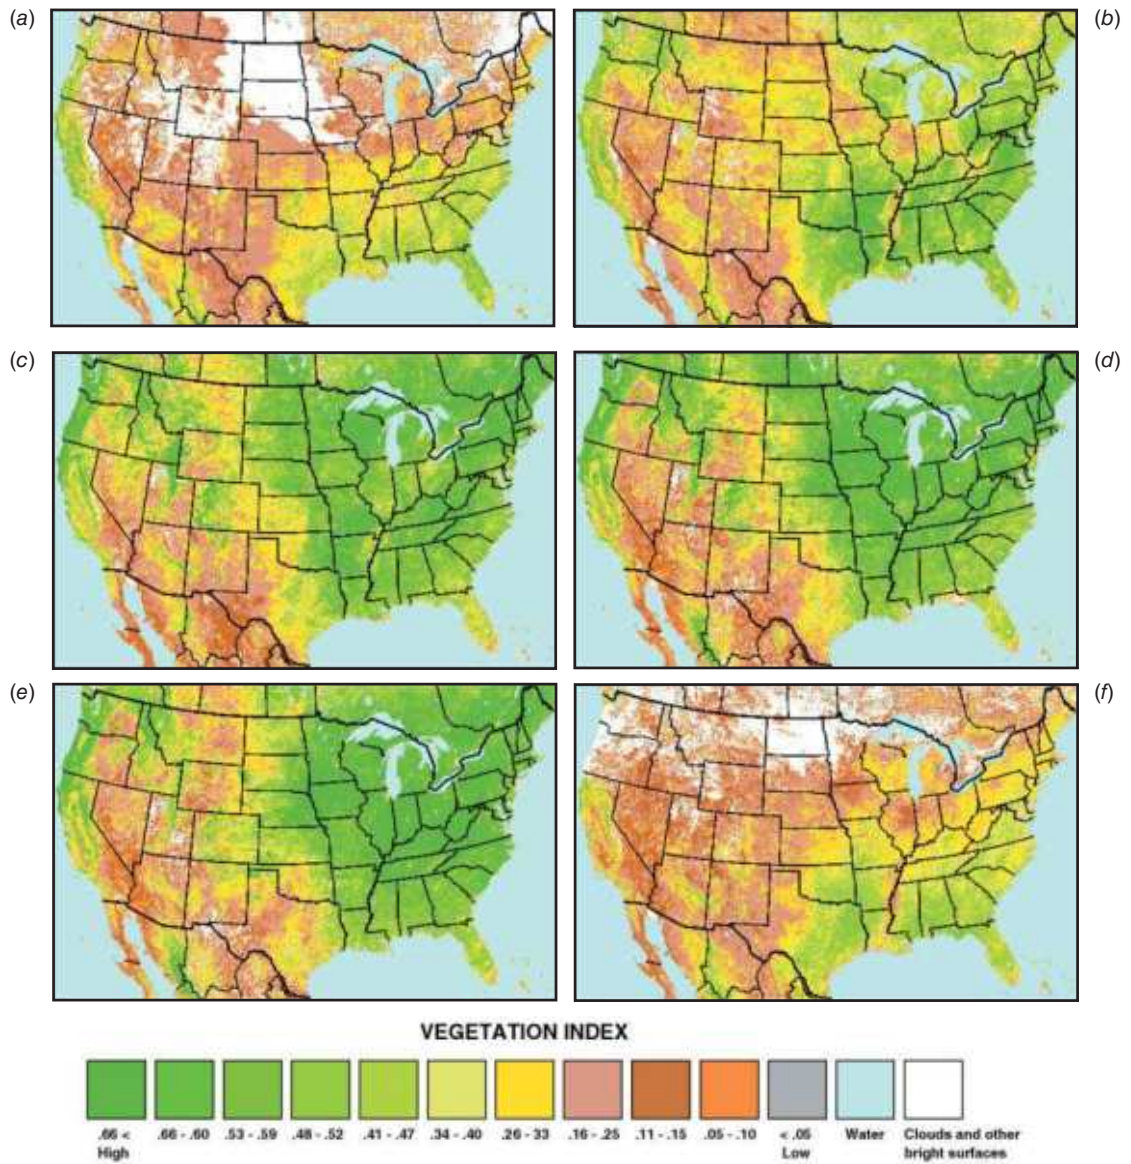 (a)
(b)
(c)
(d)
(e)
(f)
VEGETATION INDEX
.66 < .66 - .60 .53 - .59 .48 - .52 .41 - .47 .34 - .40 .26 - 33 .16 - .25 .11 - .15 .05 - .10 < .05 Water Clouds and other
High Low bright surfaces